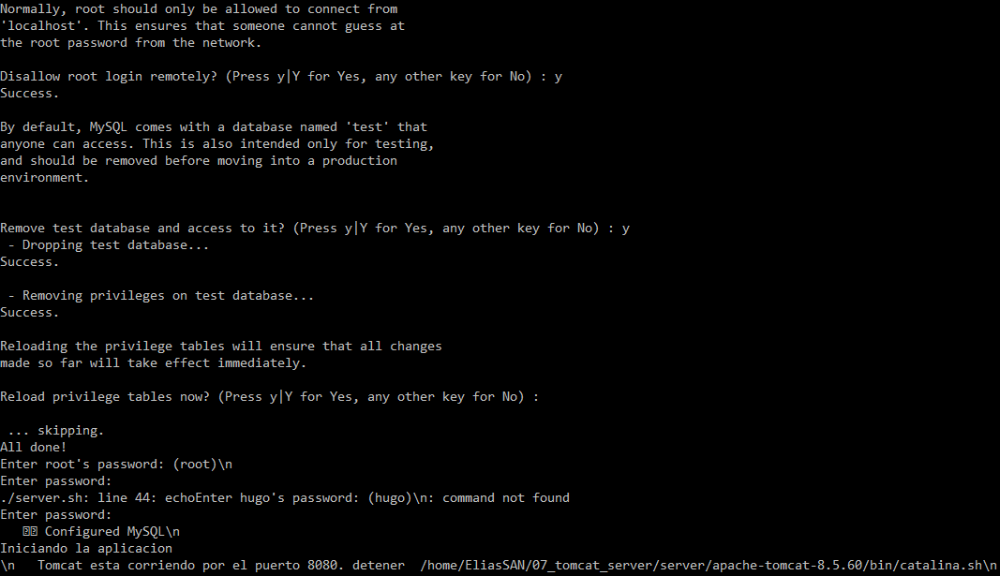 Normally, root should only be allowed to connect from
'localhost'. This ensures that someone cannot guess at
the root password from the network.
Disallow root login remotely? (Press y|Y for Yes, any other key for No) : y
Success.
By default, MySQL comes with a database named 'test' that
anyone can access. This is also intended only for testing,
and should be removed before moving into a production
environment.
Remove test database and access to it? (Press y|Y for Yes, any other key for No) : y
 - Dropping test database...
Success.
 - Removing privileges on test database...
Success.
Reloading the privilege tables will ensure that all changes
made so far will take effect immediately.
Reload privilege tables now? (Press y|Y for Yes, any other key for No) :
 ... skipping.
All done!
Enter root's password: (root)\n
Enter password:
./server.sh: line 44: echoEnter hugo's password: (hugo)\n: command not found
Enter password:
Configured MySQL\n
Iniciando la aplicacion
\n   Tomcat esta corriendo por el puerto 8080. detener  /home/EliasSAN/07_tomcat_server/server/apache-tomcat-8.5.60/bin/catalina.sh\n